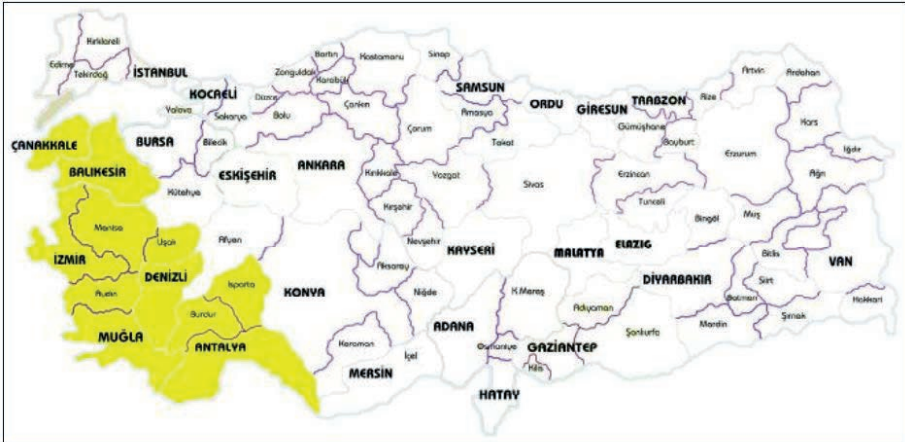 Kırklareli
Edirne
Tekirdağ
İSTANBUL
KOCAELİ
Yalova
Sakarya
Düzce
Zonguldak
Bartın
Karabük
Kastamonu
Sinop
Bolu
Çankırı
Çorum
SAMSUN
Amasya
Tokat
ORDU
GİRESUN
TRABZON
Rize
Artvin
Ardahan
Gümüşhane
Bayburt
Kars
Iğdır
Erzurum
Ağrı
ÇANAKKALE
BURSA
Bilecik
BALIKESİR
Kütahya
ESKİŞEHİR
ANKARA
Kırıkkale
Yozgat
Sivas
Erzincan
Tunceli
Bingöl
Muş
Kırşehir
Manisa
Uşak
Afyon
Nevşehir
KAYSERİ
MALATYA
ELAZIG
Bitlis
VAN
İZMİR
DENİZLİ
Isparta
KONYA
Aksaray
Niğde
K.Maraş
Adıyaman
DİYARBAKIR
Siirt
Batman
Hakkari
Aydın
Burdur
Şanlıurfa
Mardin
Şırnak
MUĞLA
ANTALYA
Karaman
İçel
ADANA
Osmaniye
GAZİANTEP
Kilis
MERSİN
HATAY